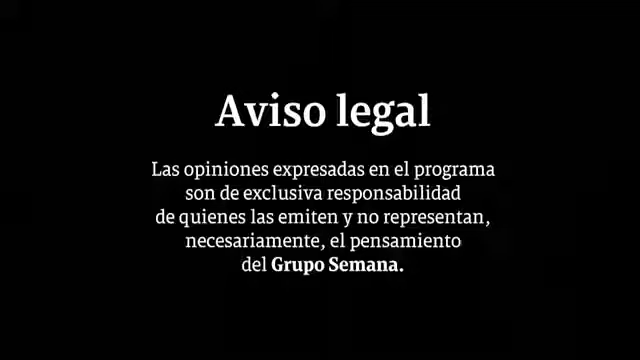 Aviso legal
Las opiniones expresadas en el programa
son de exclusiva responsabilidad
de quienes las emiten y no representan,
necesariamente, el pensamiento
del Grupo Semana.